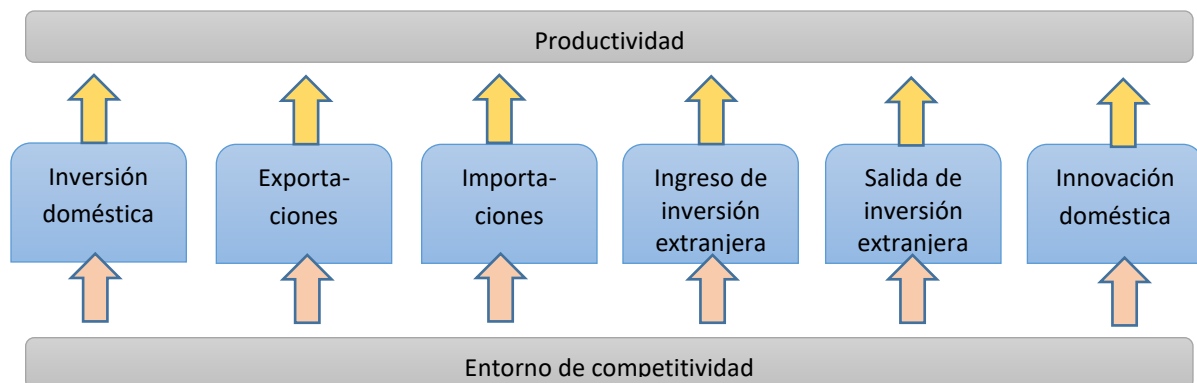 Productividad
Inversión
doméstica
Exporta-
ciones
Importa-
ciones
Ingreso de
inversión
extranjera
Salida de
inversión
extranjera
Innovación
doméstica
Entorno de competitividad